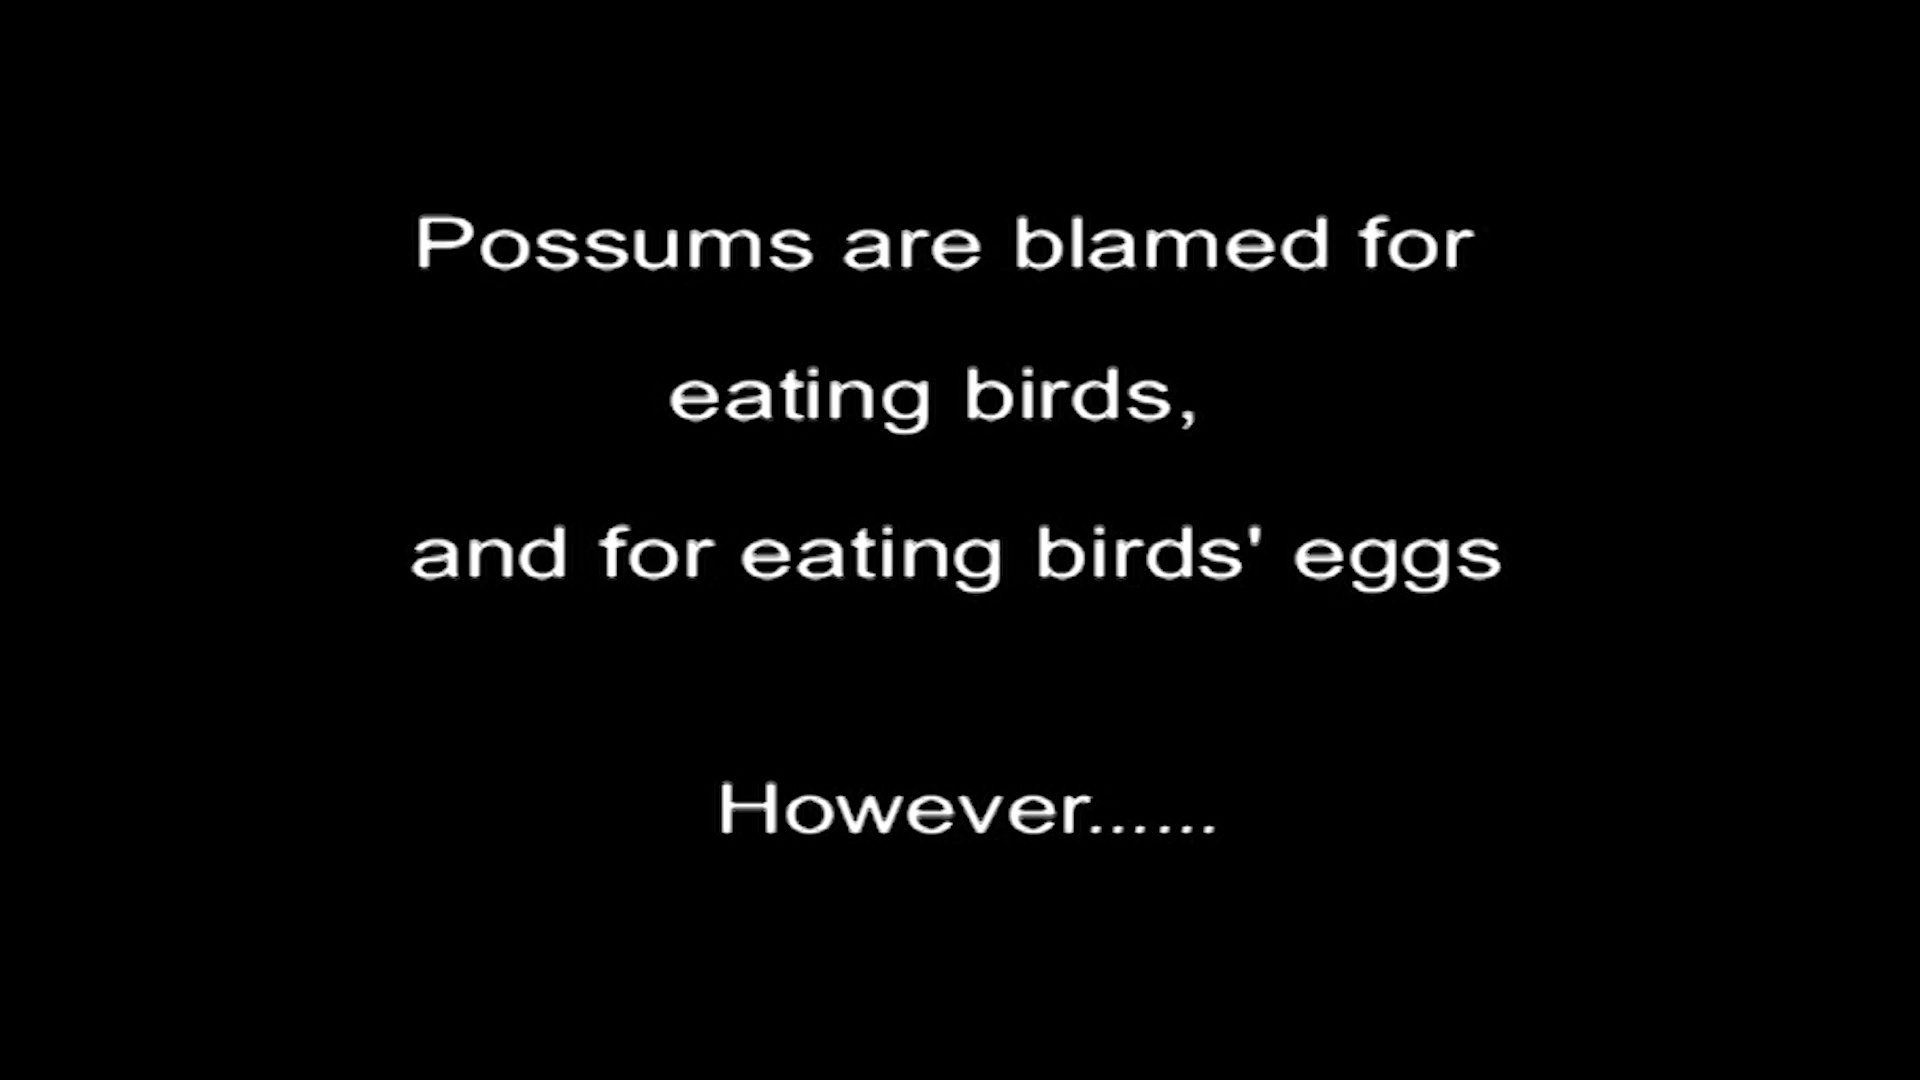 Possums are blamed for
eating birds,
and for eating birds' eggs
However......